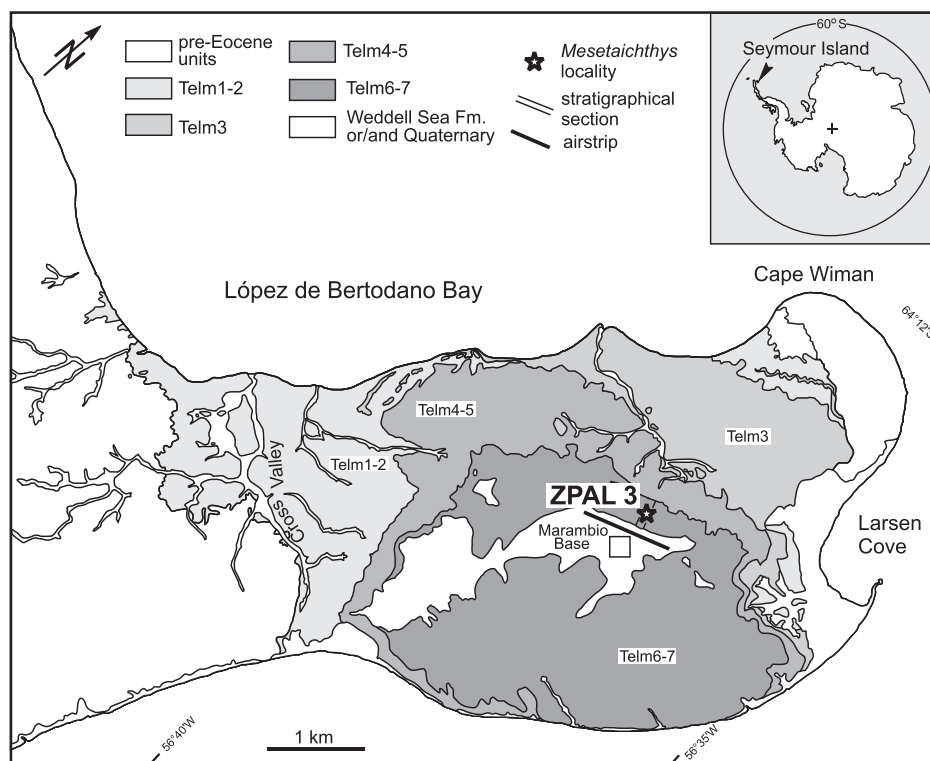 N
pre-Eocene
units
Telm1-2
Telm3
Telm4-5
Telm6-7
Weddell Sea Fm.
or/and Quaternary
Mesetaichthys
locality
stratigraphical
section
airstrip
60° S
Seymour Island
López de Bertodano Bay
Cape Wiman
64°12'S
Telm4-5
Telm3
Telm1-2
Cross Valley
ZPAL 3
Marambio
Base
Larsen
Cove
Telm6-7
56°40'W
1 km
56°35'W